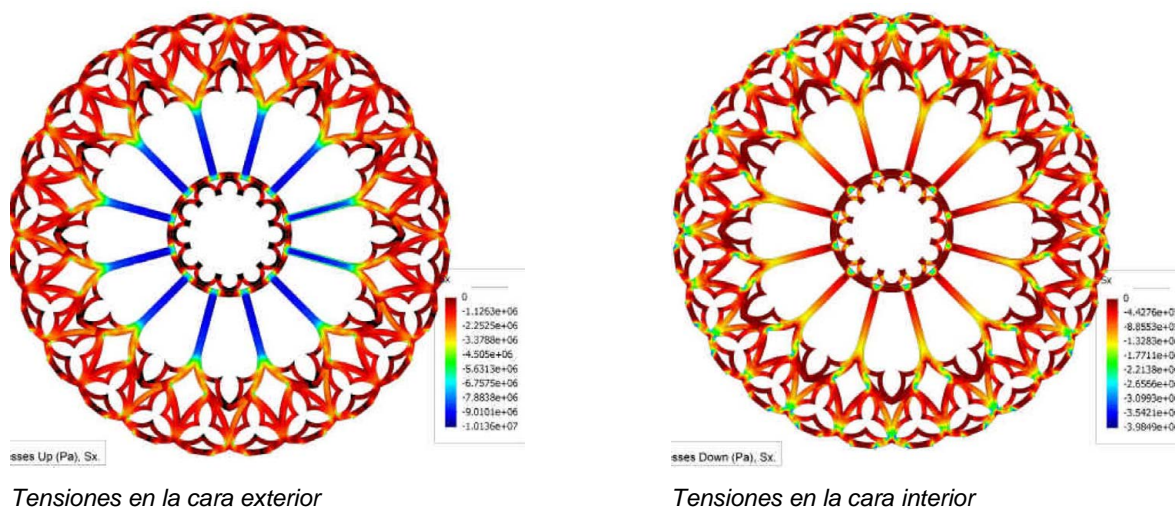 Sx
0
-1.1263e+06
-2.2525e+06
-3.3788e+06
-4.505e+06
-5.6313e+06
-6.7575e+06
-7.8838e+06
-9.0101e+06
-1.0136e+07
esses Up (Pa), Sx.
Tensiones en la cara exterior
Sx
0
-4.4276e+0
-8.8553e+0
-1.3283e+0
-1.7711e+0
-2.2138e+0
-2.6566e+0
-3.0993e+0
-3.5421e+0
-3.9849e+0
esses Down (Pa), Sx.
Tensiones en la cara interior